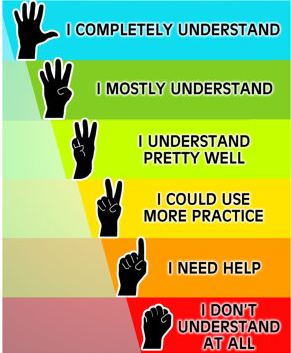 I COMPLETELY UNDERSTAND
I MOSTLY UNDERSTAND
I UNDERSTAND
PRETTY WELL
I COULD USE
MORE PRACTICE
I NEED HELP
I DON'T
UNDERSTAND
AT ALL